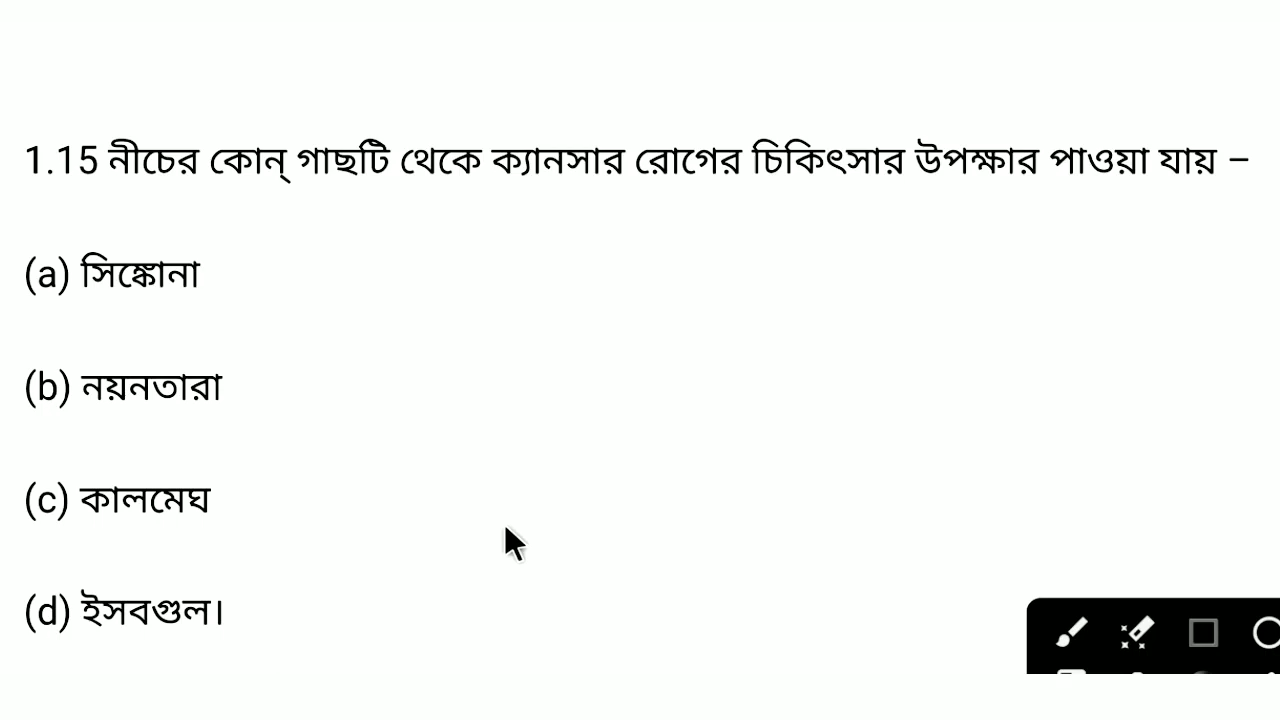 1.15 নীচের কোন্ গাছটি থেকে ক্যানসার রোগের চিকিৎসার উপক্ষার পাওয়া যায় –
(a) সিঙ্কোনা
(b) নয়নতারা
(c) কালমেঘ
(d) ইসবগুল।